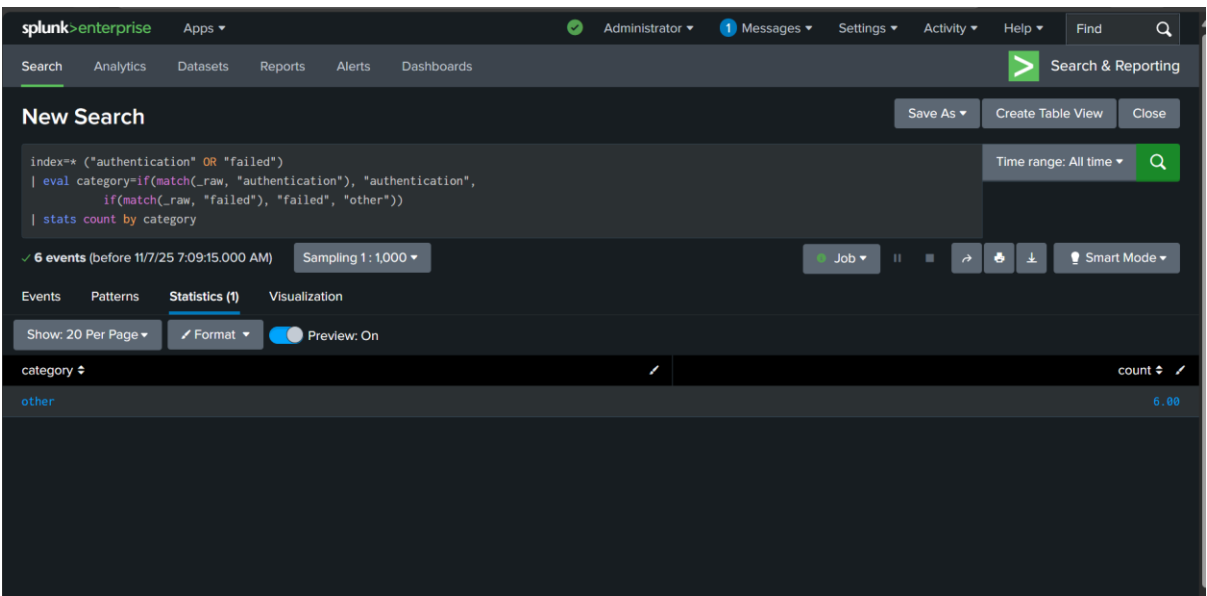 splunk>enterprise Apps Administrator 1 Messages Settings Activity Help Find
Search Analytics Datasets Reports Alerts Dashboards Search & Reporting
New Search Save As Create Table View Close
index=* ("authentication" OR "failed")
| eval category=if(match(_raw, "authentication"), "authentication",
if(match(_raw, "failed"), "failed", "other"))
| stats count by category
Time range: All time
6 events (before 11/7/25 7:09:15.000 AM) Sampling 1 : 1,000 Job Smart Mode
Events Patterns Statistics (1) Visualization
Show: 20 Per Page Format Preview: On
category count
other 6.00